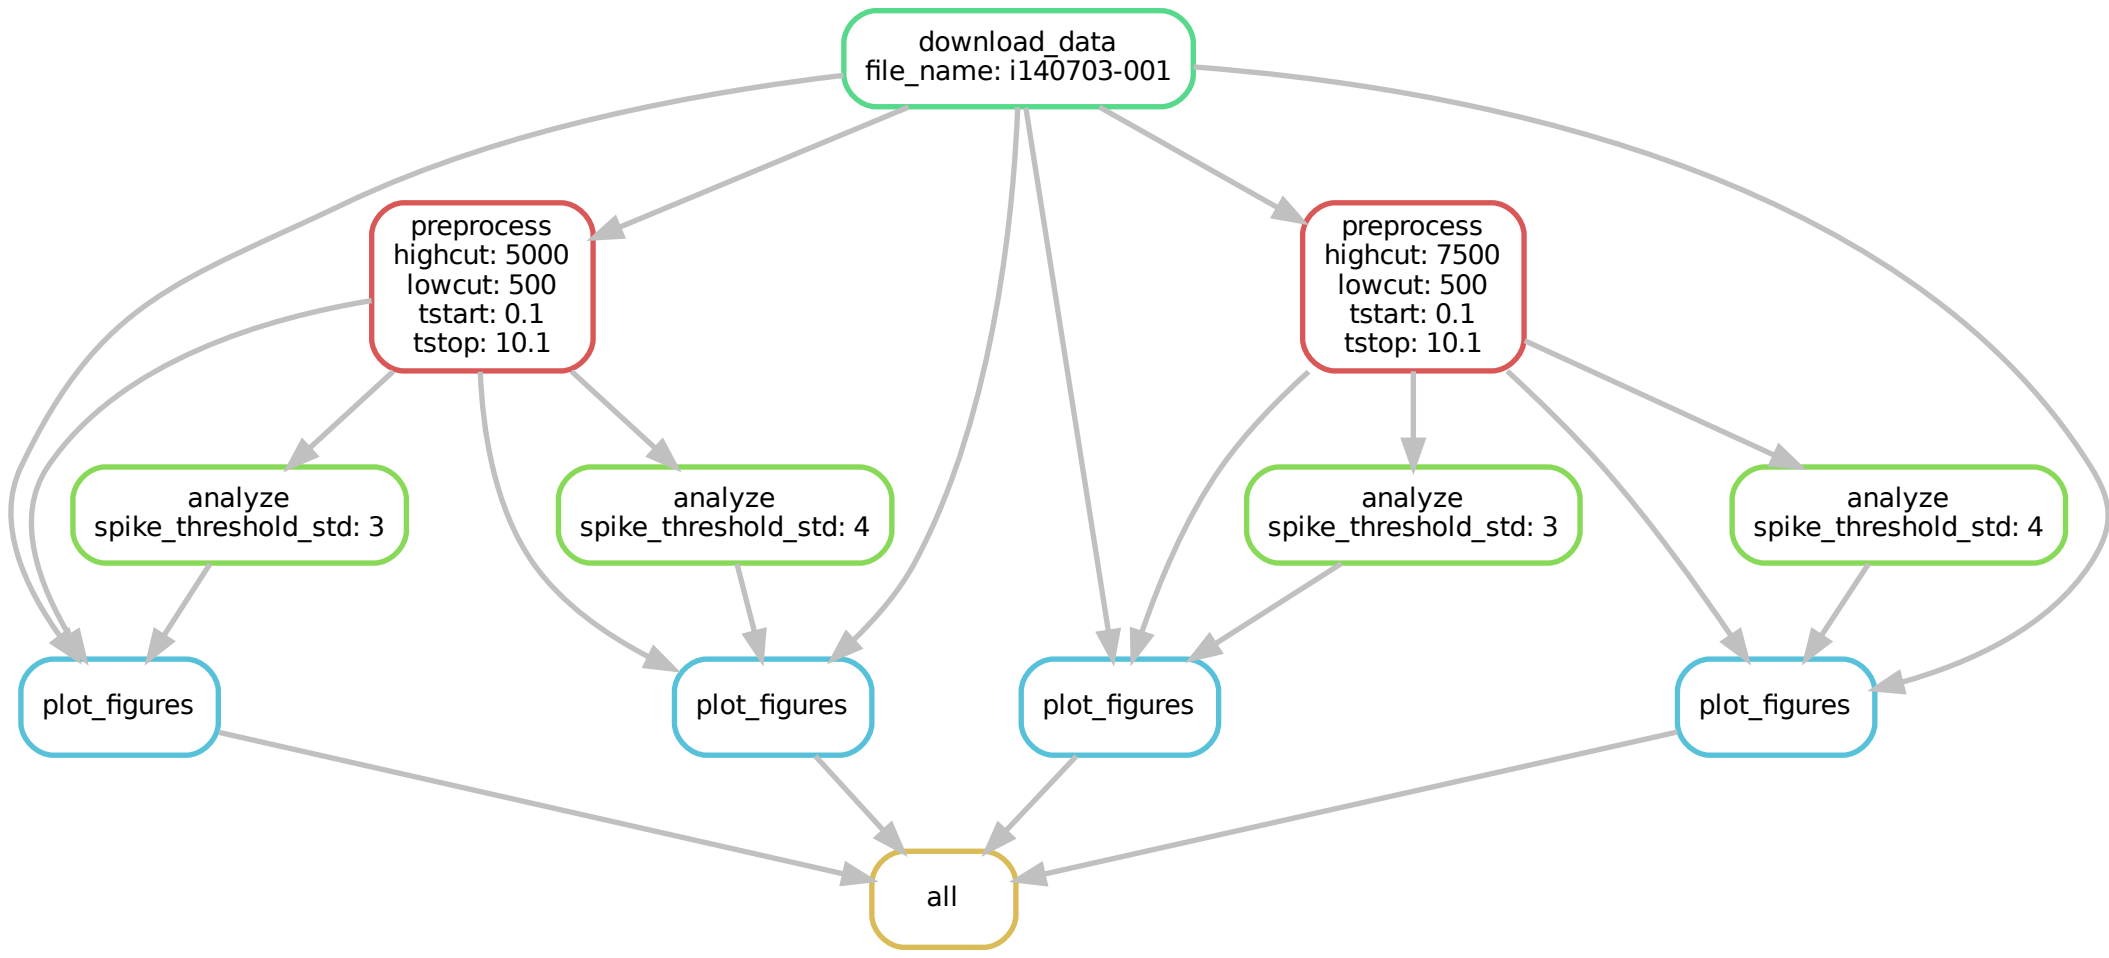 download_data
file_name: i140703-001
preprocess
highcut: 5000
lowcut: 500
tstart: 0.1
tstop: 10.1
preprocess
highcut: 7500
lowcut: 500
tstart: 0.1
tstop: 10.1
analyze
spike_threshold_std: 3
analyze
spike_threshold_std: 4
analyze
spike_threshold_std: 3
analyze
spike_threshold_std: 4
plot_figures
plot_figures
plot_figures
plot_figures
all